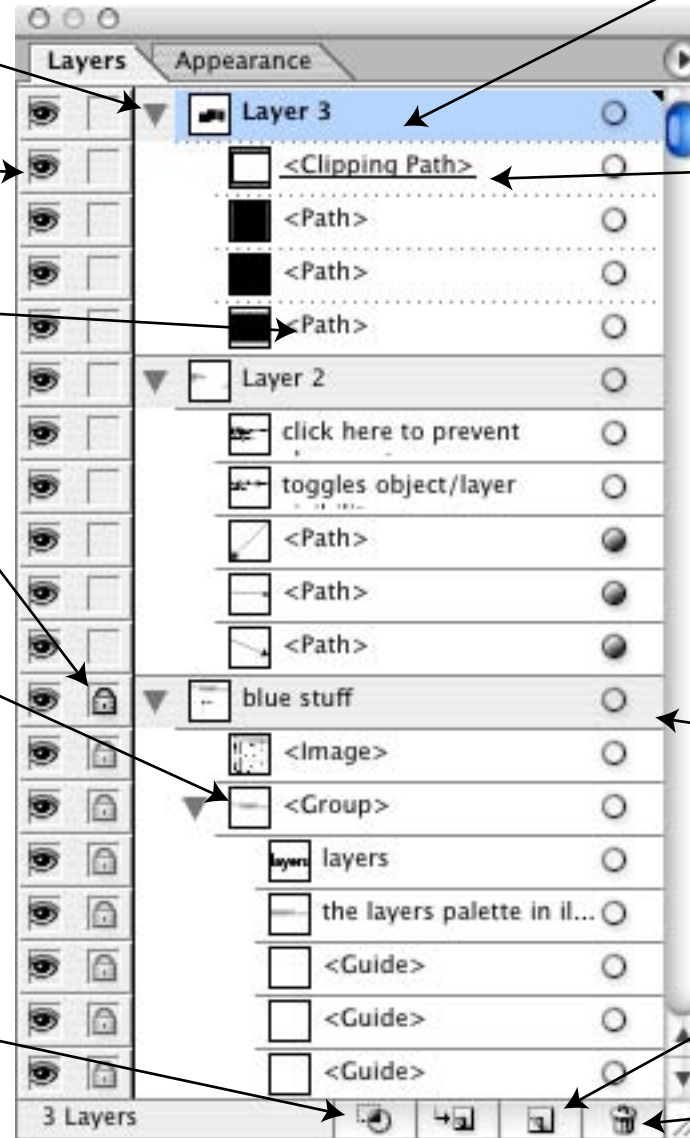 Layers Appearance
Layer 3
<Clipping Path>
<Path>
<Path>
<Path>
Layer 2
click here to prevent
toggles object/layer
<Path>
<Path>
<Path>
blue stuff
<Image>
<Group>
layers layers
the layers palette in il...
<Guide>
<Guide>
<Guide>
3 Layers